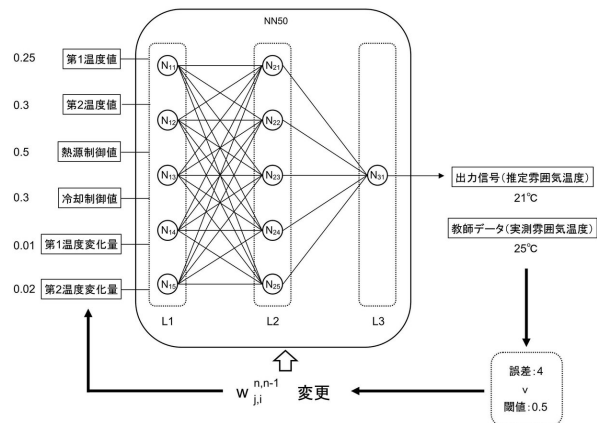 NN50
0.25 第1温度値
0.3 第2温度値
0.5 熱源制御値
0.3 冷却制御値
0.01 第1温度変化量
0.02 第2温度変化量
N11
N12
N13
N14
N15
N21
N22
N23
N24
N25
N31
L1
L2
L3
出力信号(推定雰囲気温度)
21℃
教師データ(実測雰囲気温度)
25℃
誤差:4
v
閾値:0.5
w n,n-1 j,i 変更